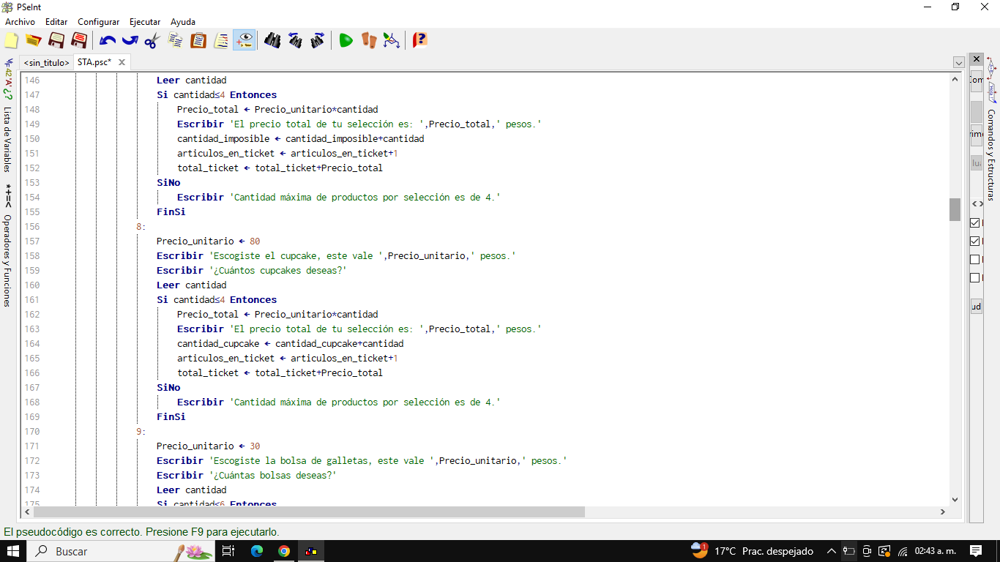 PSeInt
Archivo Editar Configurar Ejecutar Ayuda
<sin_titulo> STA.psc*
146 Leer cantidad
147 Si cantidad≤4 Entonces
148 Precio_total ← Precio_unitario*cantidad
149 Escribir 'El precio total de tu selección es: ',Precio_total,' pesos.'
150 cantidad_imposible ← cantidad_imposible+cantidad
151 articulos_en_ticket ← articulos_en_ticket+1
152 total_ticket ← total_ticket+Precio_total
153 SiNo
154 Escribir 'Cantidad máxima de productos por selección es de 4.'
155 FinSi
156 8:
157 Precio_unitario ← 80
158 Escribir 'Escogiste el cupcake, este vale ',Precio_unitario,' pesos.'
159 Escribir '¿Cuántos cupcakes deseas?'
160 Leer cantidad
161 Si cantidad≤4 Entonces
162 Precio_total ← Precio_unitario*cantidad
163 Escribir 'El precio total de tu selección es: ',Precio_total,' pesos.'
164 cantidad_cupcake ← cantidad_cupcake+cantidad
165 articulos_en_ticket ← articulos_en_ticket+1
166 total_ticket ← total_ticket+Precio_total
167 SiNo
168 Escribir 'Cantidad máxima de productos por selección es de 4.'
169 FinSi
170 9:
171 Precio_unitario ← 30
172 Escribir 'Escogiste la bolsa de galletas, este vale ',Precio_unitario,' pesos.'
173 Escribir '¿Cuántas bolsas deseas?'
174 Leer cantidad
175 Si cantidad≤6 Entonces
Lista de Variables
*+=< Operadores y Funciones
Comandos y Estructuras
El pseudocódigo es correcto. Presione F9 para ejecutarlo.
Buscar
1
17°C Prac. despejado
02:43 a. m.